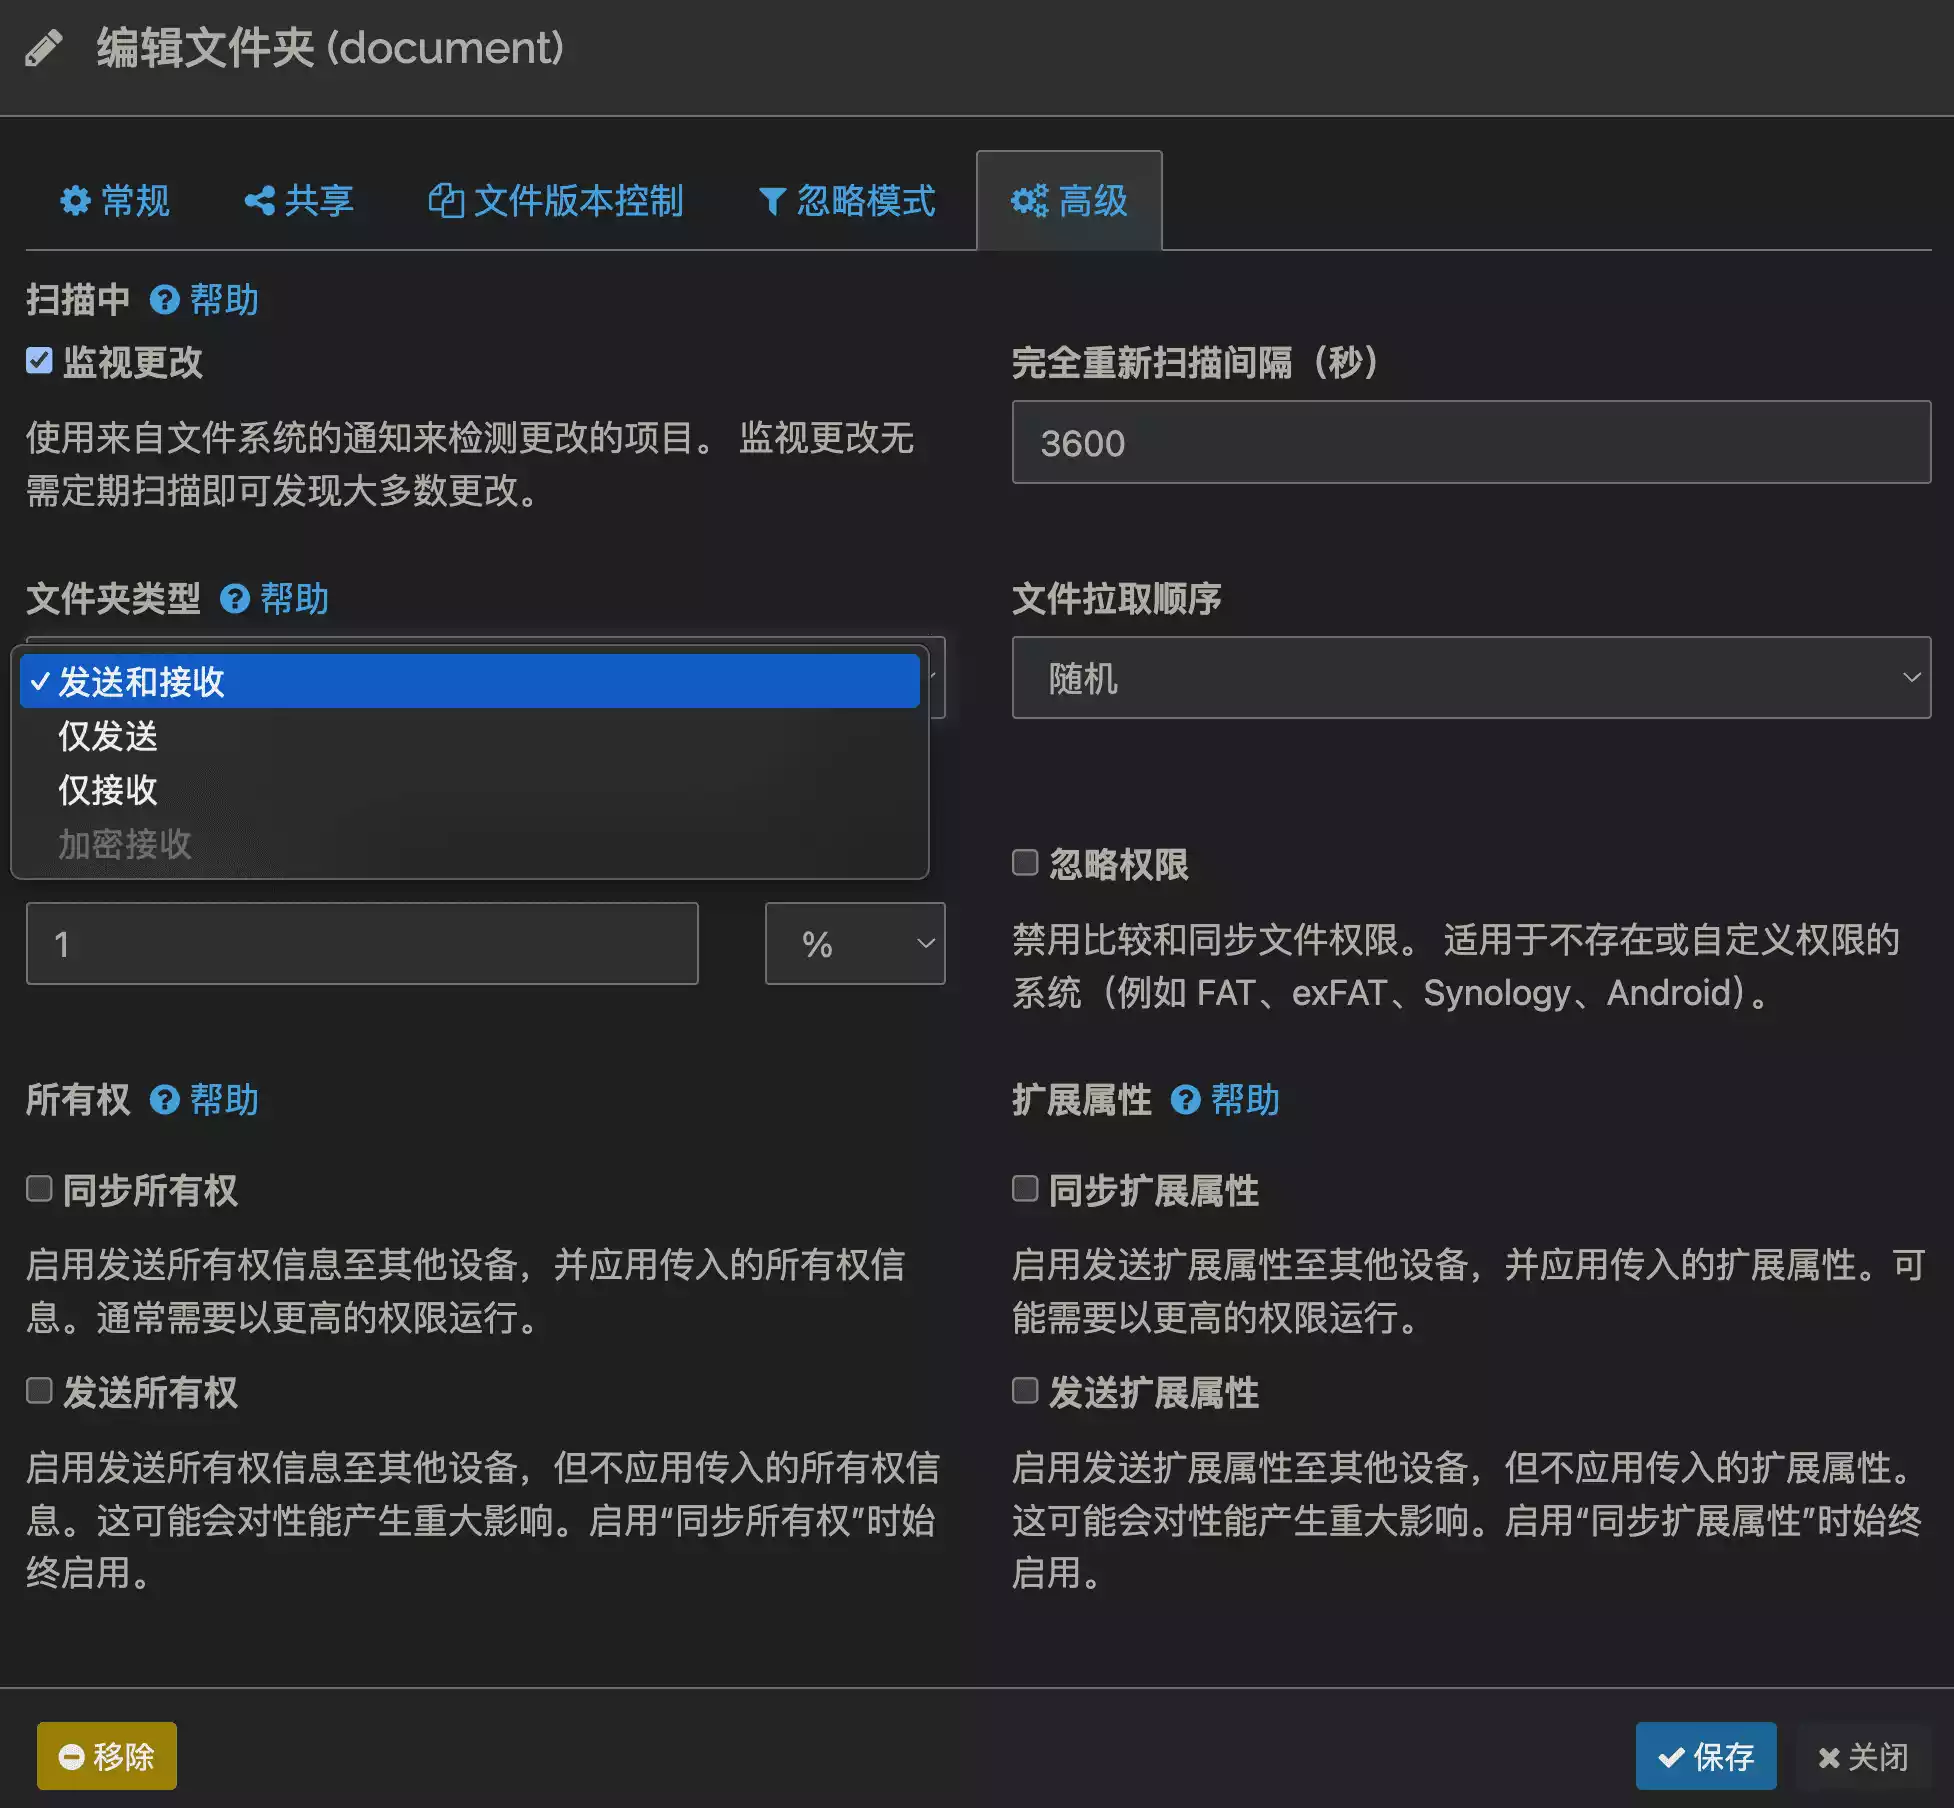 编辑文件夹 (document)
常规
共享
文件版本控制
忽略模式
高级
扫描中 帮助
监视更改
使用来自文件系统的通知来检测更改的项目。 监视更改无
需定期扫描即可发现大多数更改。
完全重新扫描间隔（秒）
3600
文件夹类型 帮助
发送和接收
仅发送
仅接收
加密接收
文件拉取顺序
随机
1
%
忽略权限
禁用比较和同步文件权限。 适用于不存在或自定义权限的
系统（例如 FAT、exFAT、Synology、Android）。
所有权 帮助
同步所有权
启用发送所有权信息至其他设备，并应用传入的所有权信
息。通常需要以更高的权限运行。
发送所有权
启用发送所有权信息至其他设备，但不应用传入的所有权信
息。这可能会对性能产生重大影响。启用“同步所有权”时始
终启用。
扩展属性 帮助
同步扩展属性
启用发送扩展属性至其他设备，并应用传入的扩展属性。可
能需要以更高的权限运行。
发送扩展属性
启用发送扩展属性至其他设备，但不应用传入的扩展属性。
这可能会对性能产生重大影响。启用“同步扩展属性”时始终
启用。
移除
保存
关闭